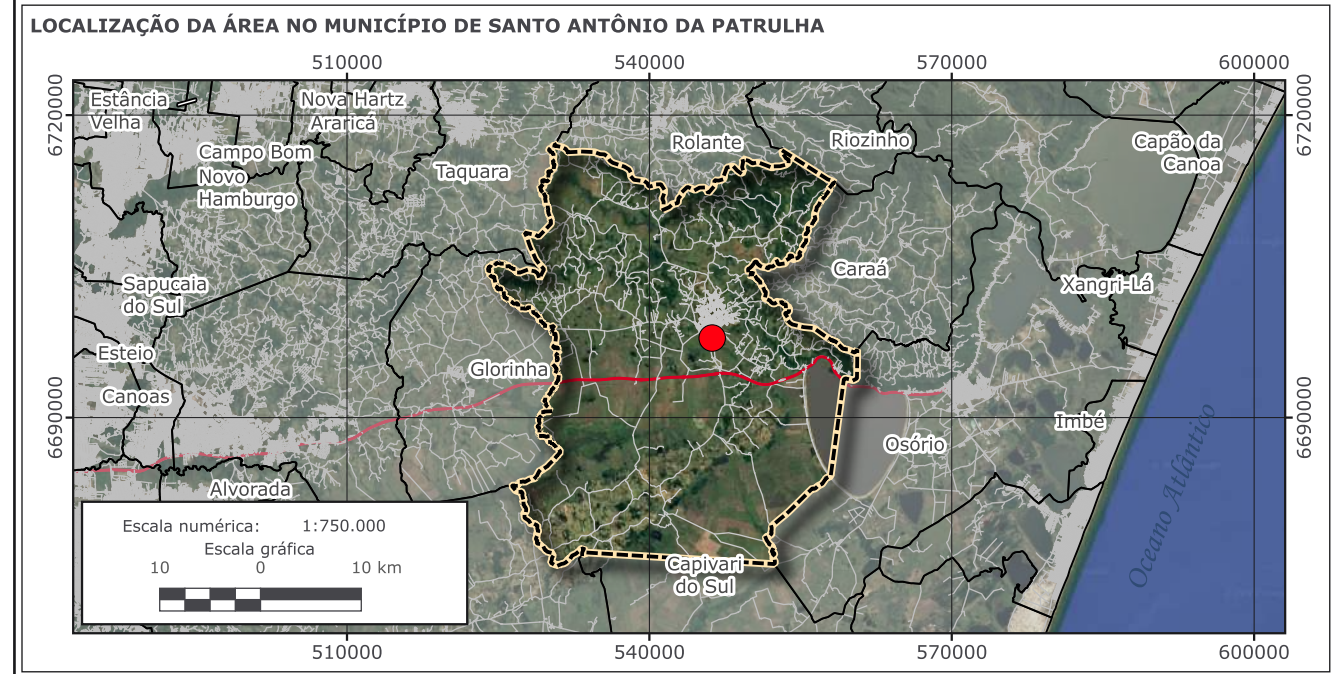 LOCALIZAÇÃO DA ÁREA NO MUNICÍPIO DE SANTO ANTÔNIO DA PATRULHA
510000 540000 570000 600000
6720000
6720000
Estância
Velha
Nova Hartz
Araricá
Campo Bom
Novo
Hamburgo
Taquara
Rolante
Riozinho
Capão da
Canoa
Sapucaia
do Sul
Caraá
Xangri-Lá
Esteio
Canoas
Glorinha
6690000
6690000
Imbé
Osório
Alvorada
Oceano Atlântico
Capivari
do Sul
Escala numérica: 1:750.000
Escala gráfica
10 0 10 km
510000 540000 570000 600000